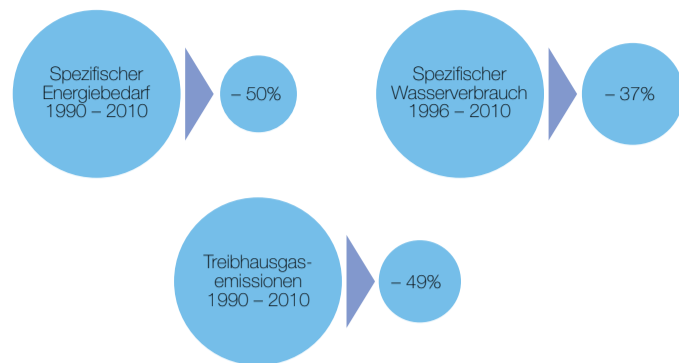 Spezifischer
Energiebedarf
1990 – 2010
– 50%
Spezifischer
Wasserverbrauch
1996 – 2010
– 37%
Treibhausgas-
emissionen
1990 – 2010
– 49%